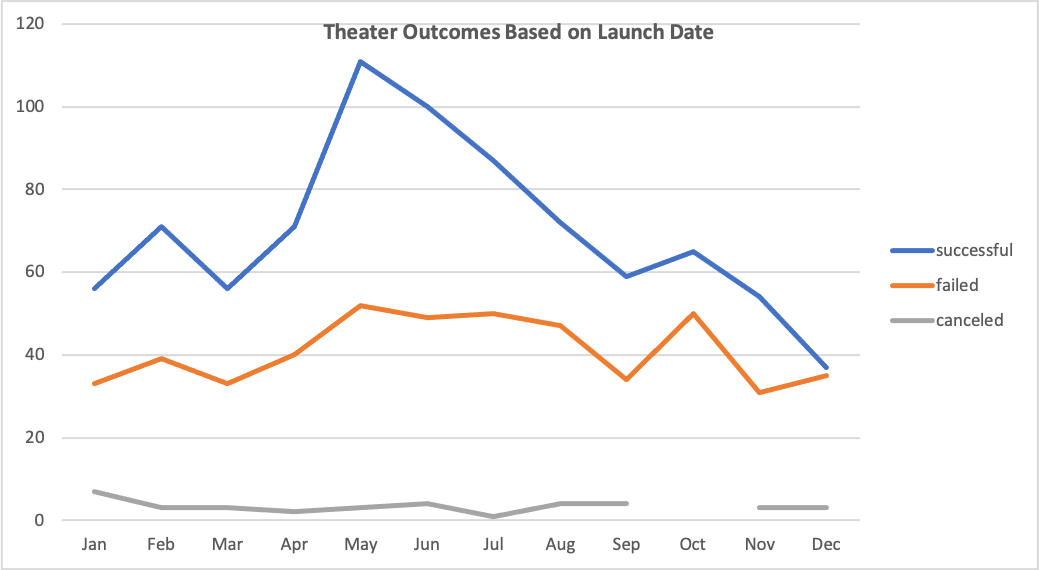 Theater Outcomes Based on Launch Date
120
100
80
60
40
20
0
Jan Feb Mar Apr May Jun Jul Aug Sep Oct Nov Dec
successful
failed
canceled